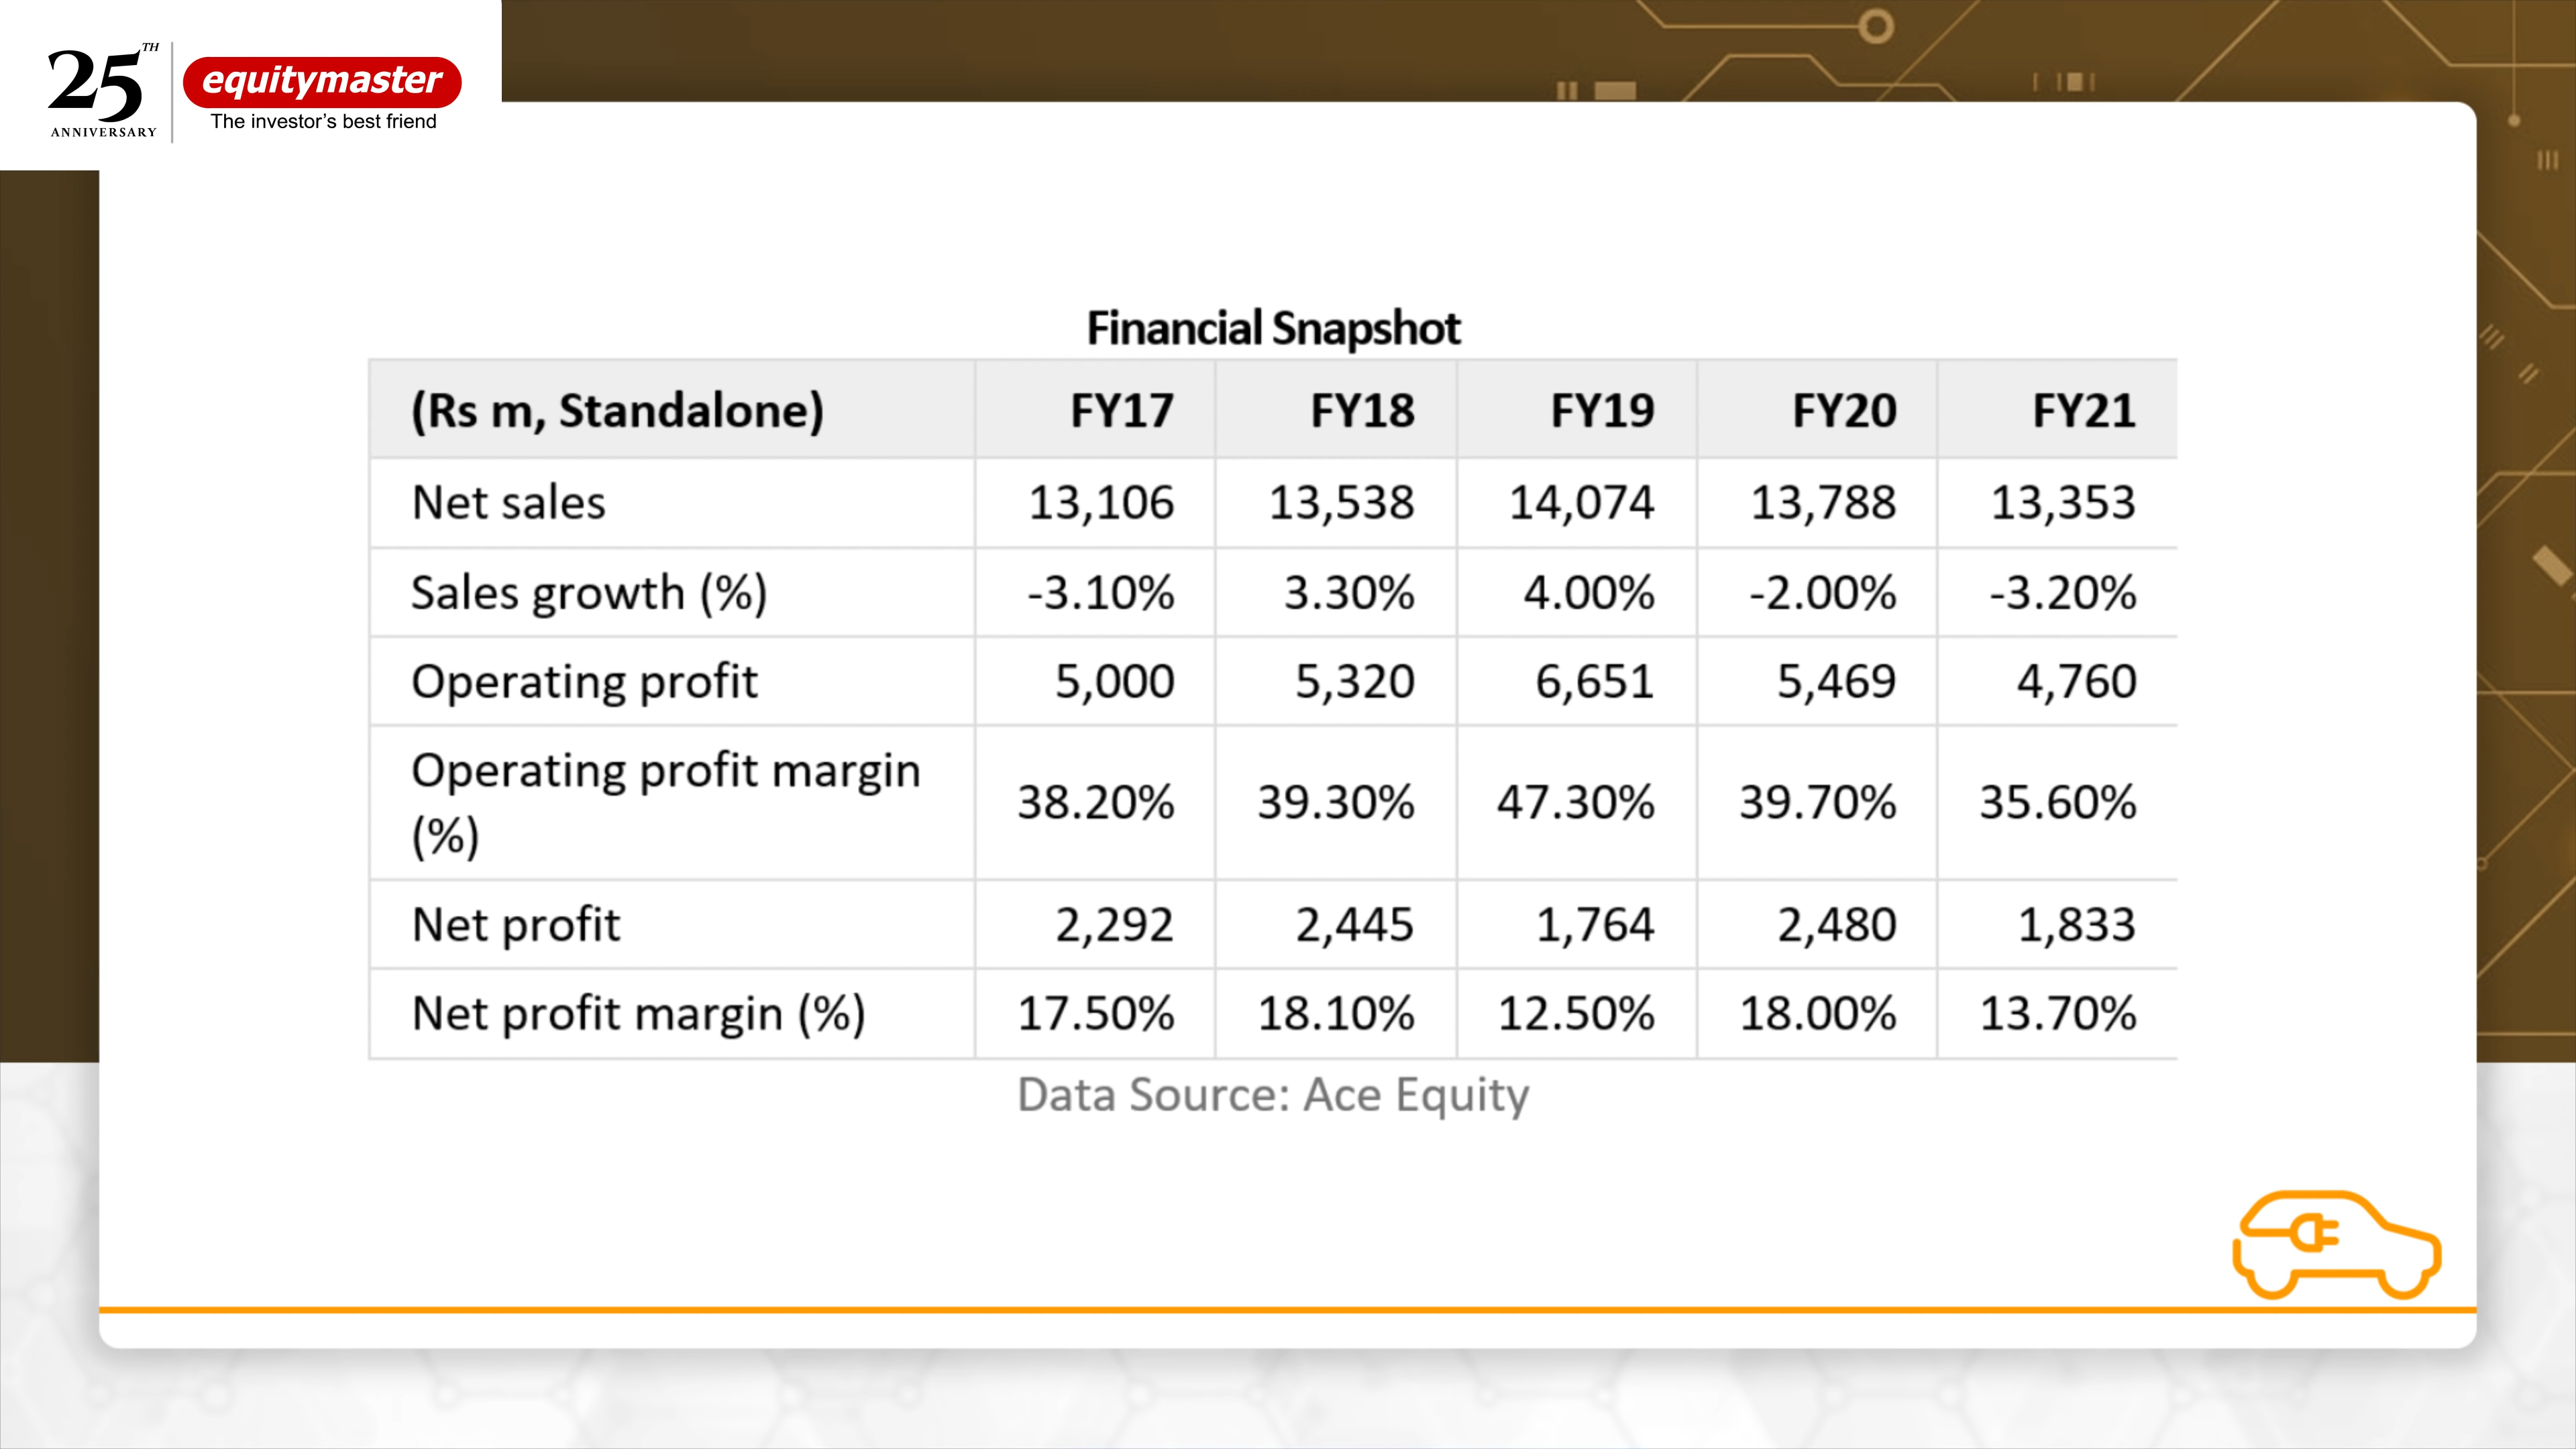 25TH
ANNIVERSARY
equitymaster
The investor's best friend
Financial Snapshot
(Rs m, Standalone) FY17 FY18 FY19 FY20 FY21
Net sales 13,106 13,538 14,074 13,788 13,353
Sales growth (%) -3.10% 3.30% 4.00% -2.00% -3.20%
Operating profit 5,000 5,320 6,651 5,469 4,760
Operating profit margin
(%) 38.20% 39.30% 47.30% 39.70% 35.60%
Net profit 2,292 2,445 1,764 2,480 1,833
Net profit margin (%) 17.50% 18.10% 12.50% 18.00% 13.70%
Data Source: Ace Equity